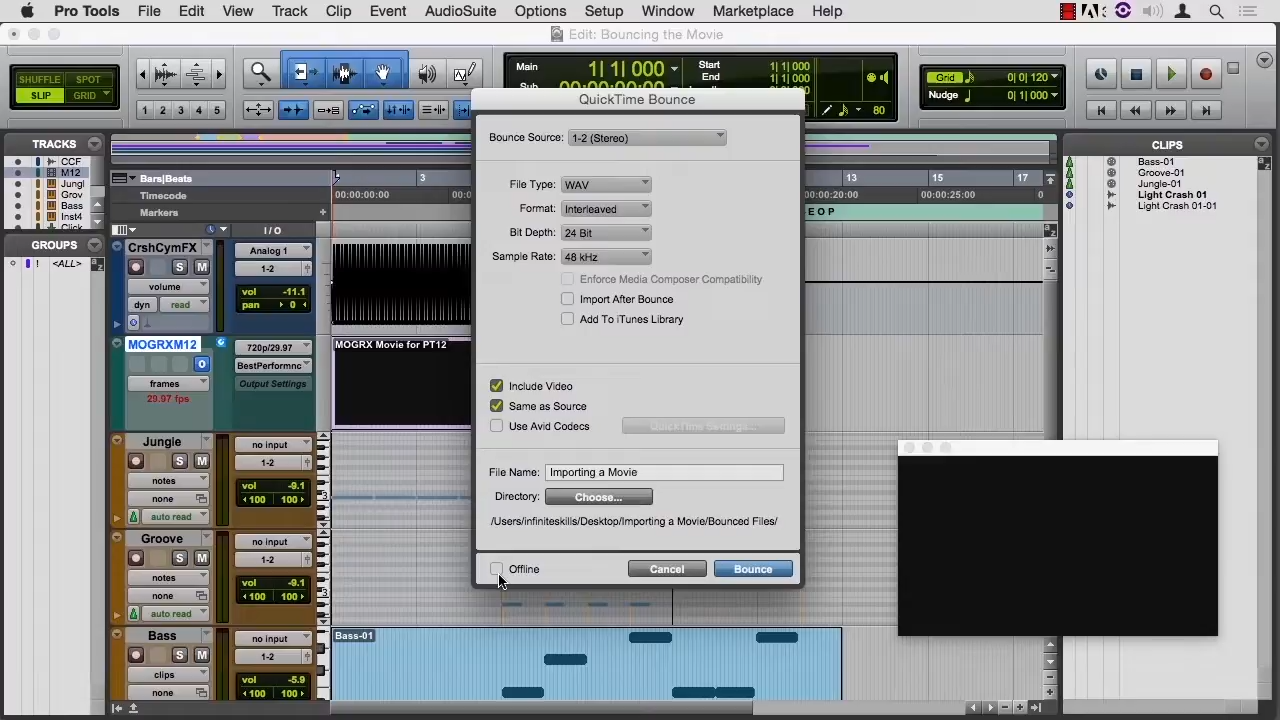 Pro Tools File Edit View Track Clip Event AudioSuite Options Setup Window Marketplace Help
Edit: Bouncing the Movie
SHUFFLE SPOT
SLIP GRID
1 2 3 4 5
Main 1| 1| 000
Sub
Start 1| 1| 000
End 1| 1| 000
80
Grid 0| 0| 120
Nudge 0| 1| 000
TRACKS
CCF
M12
Jungl
Grov
Bass
Inst4
Click
GROUPS
! <ALL>
Bars|Beats
3 13 15 17
Timecode
00:00:00:00 00:00:20:00 00:00:25:00
Markers
E O P
I / O
CrshCymFX
Analog 1
S M
1-2
volume
vol -11.1
dyn read
pan 0
MOGRXM12
720p/29.97
MOGRX Movie for PT12
O
BestPerformnc
frames
Output Settings
29.97 fps
Jungle
no input
S M
1-2
notes
vol -9.1
none
100 100
auto read
Groove
no input
S M
1-2
notes
vol -9.1
none
100 100
auto read
Bass
no input
Bass-01
S M
1-2
clips
vol -5.9
none
100 100
QuickTime Bounce
Bounce Source: 1-2 (Stereo)
File Type: WAV
Format: Interleaved
Bit Depth: 24 Bit
Sample Rate: 48 kHz
Enforce Media Composer Compatibility
Import After Bounce
Add To iTunes Library
Include Video
Same as Source
Use Avid Codecs QuickTime Settings...
File Name: Importing a Movie
Directory: Choose...
/Users/infiniteskills/Desktop/Importing a Movie/Bounced Files/
Offline Cancel Bounce
CLIPS
Bass-01
Groove-01
Jungle-01
Light Crash 01
Light Crash 01-01